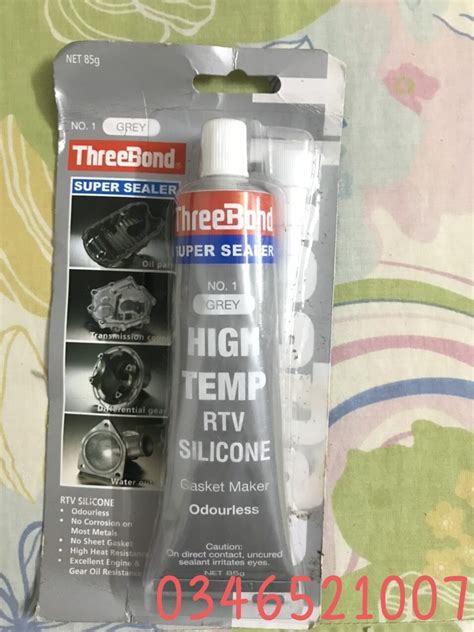 NET 85g
NO. 1 GREY
ThreeBond
SUPER SEALER
Oil pan
Transmission
Differential gear
Water
RTV SILICONE
• Odourless
• No Corrosion on
Most Metals
• No Sheet Gasket
• High Heat Resistance
• Excellent Engine &
Gear Oil Resistance
ThreeBond
SUPER SEALER
NO. 1
GREY
HIGH
TEMP
RTV
SILICONE
Gasket Maker
Odourless
Caution:
On direct contact, uncured
sealant irritates eyes.
NET 85g
0346521007